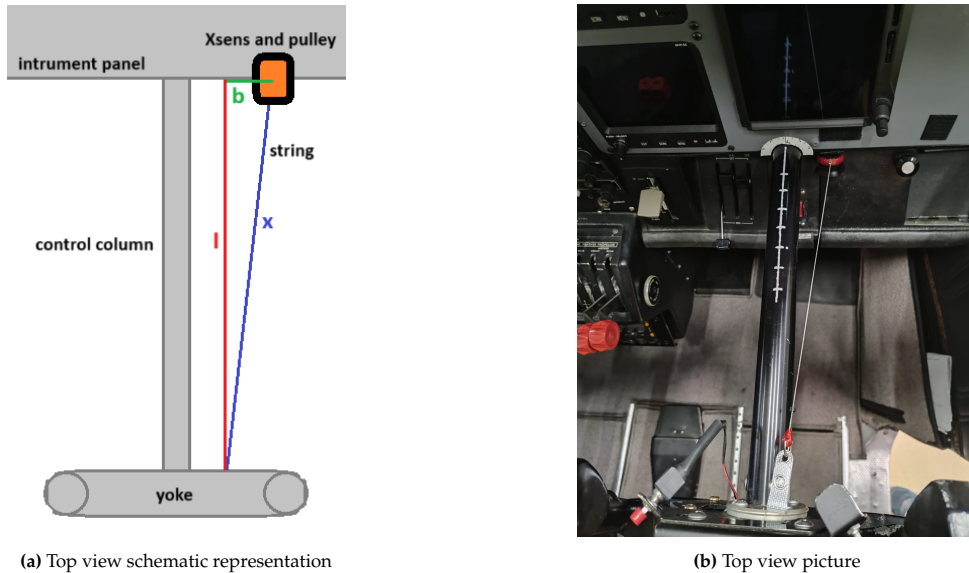 Xsens and pulley
intrument panel
b
string
x
l
control column
yoke
(a) Top view schematic representation
(b) Top view picture